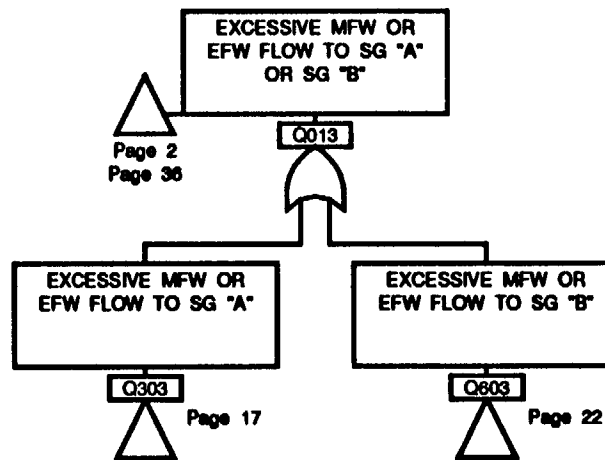 EXCESSIVE MFW OR
EFW FLOW TO SG "A"
OR SG "B"
Q013
Page 2
Page 36
EXCESSIVE MFW OR
EFW FLOW TO SG "A"
EXCESSIVE MFW OR
EFW FLOW TO SG "B"
Q303
Page 17
Q603
Page 22